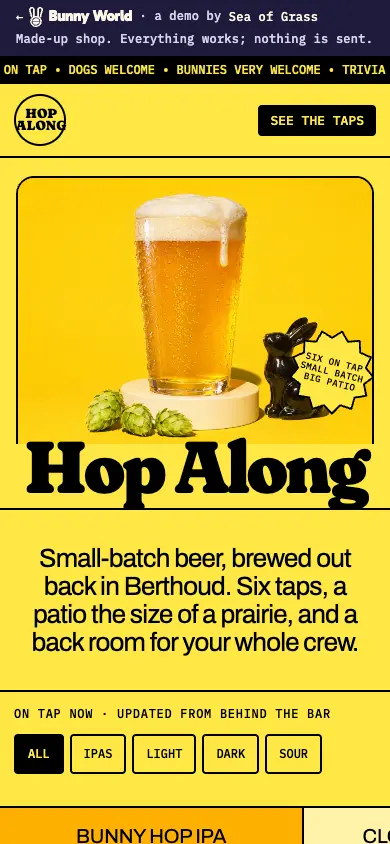 ← Bunny World · a demo by Sea of Grass
Made-up shop. Everything works; nothing is sent.
ON TAP • DOGS WELCOME • BUNNIES VERY WELCOME • TRIVIA
HOP
ALONG
SEE THE TAPS
SIX ON TAP
SMALL BATCH
BIG PATIO
Hop Along
Small-batch beer, brewed out
back in Berthoud. Six taps, a
patio the size of a prairie, and a
back room for your whole crew.
ON TAP NOW · UPDATED FROM BEHIND THE BAR
ALL
IPAS
LIGHT
DARK
SOUR
BUNNY HOP IPA